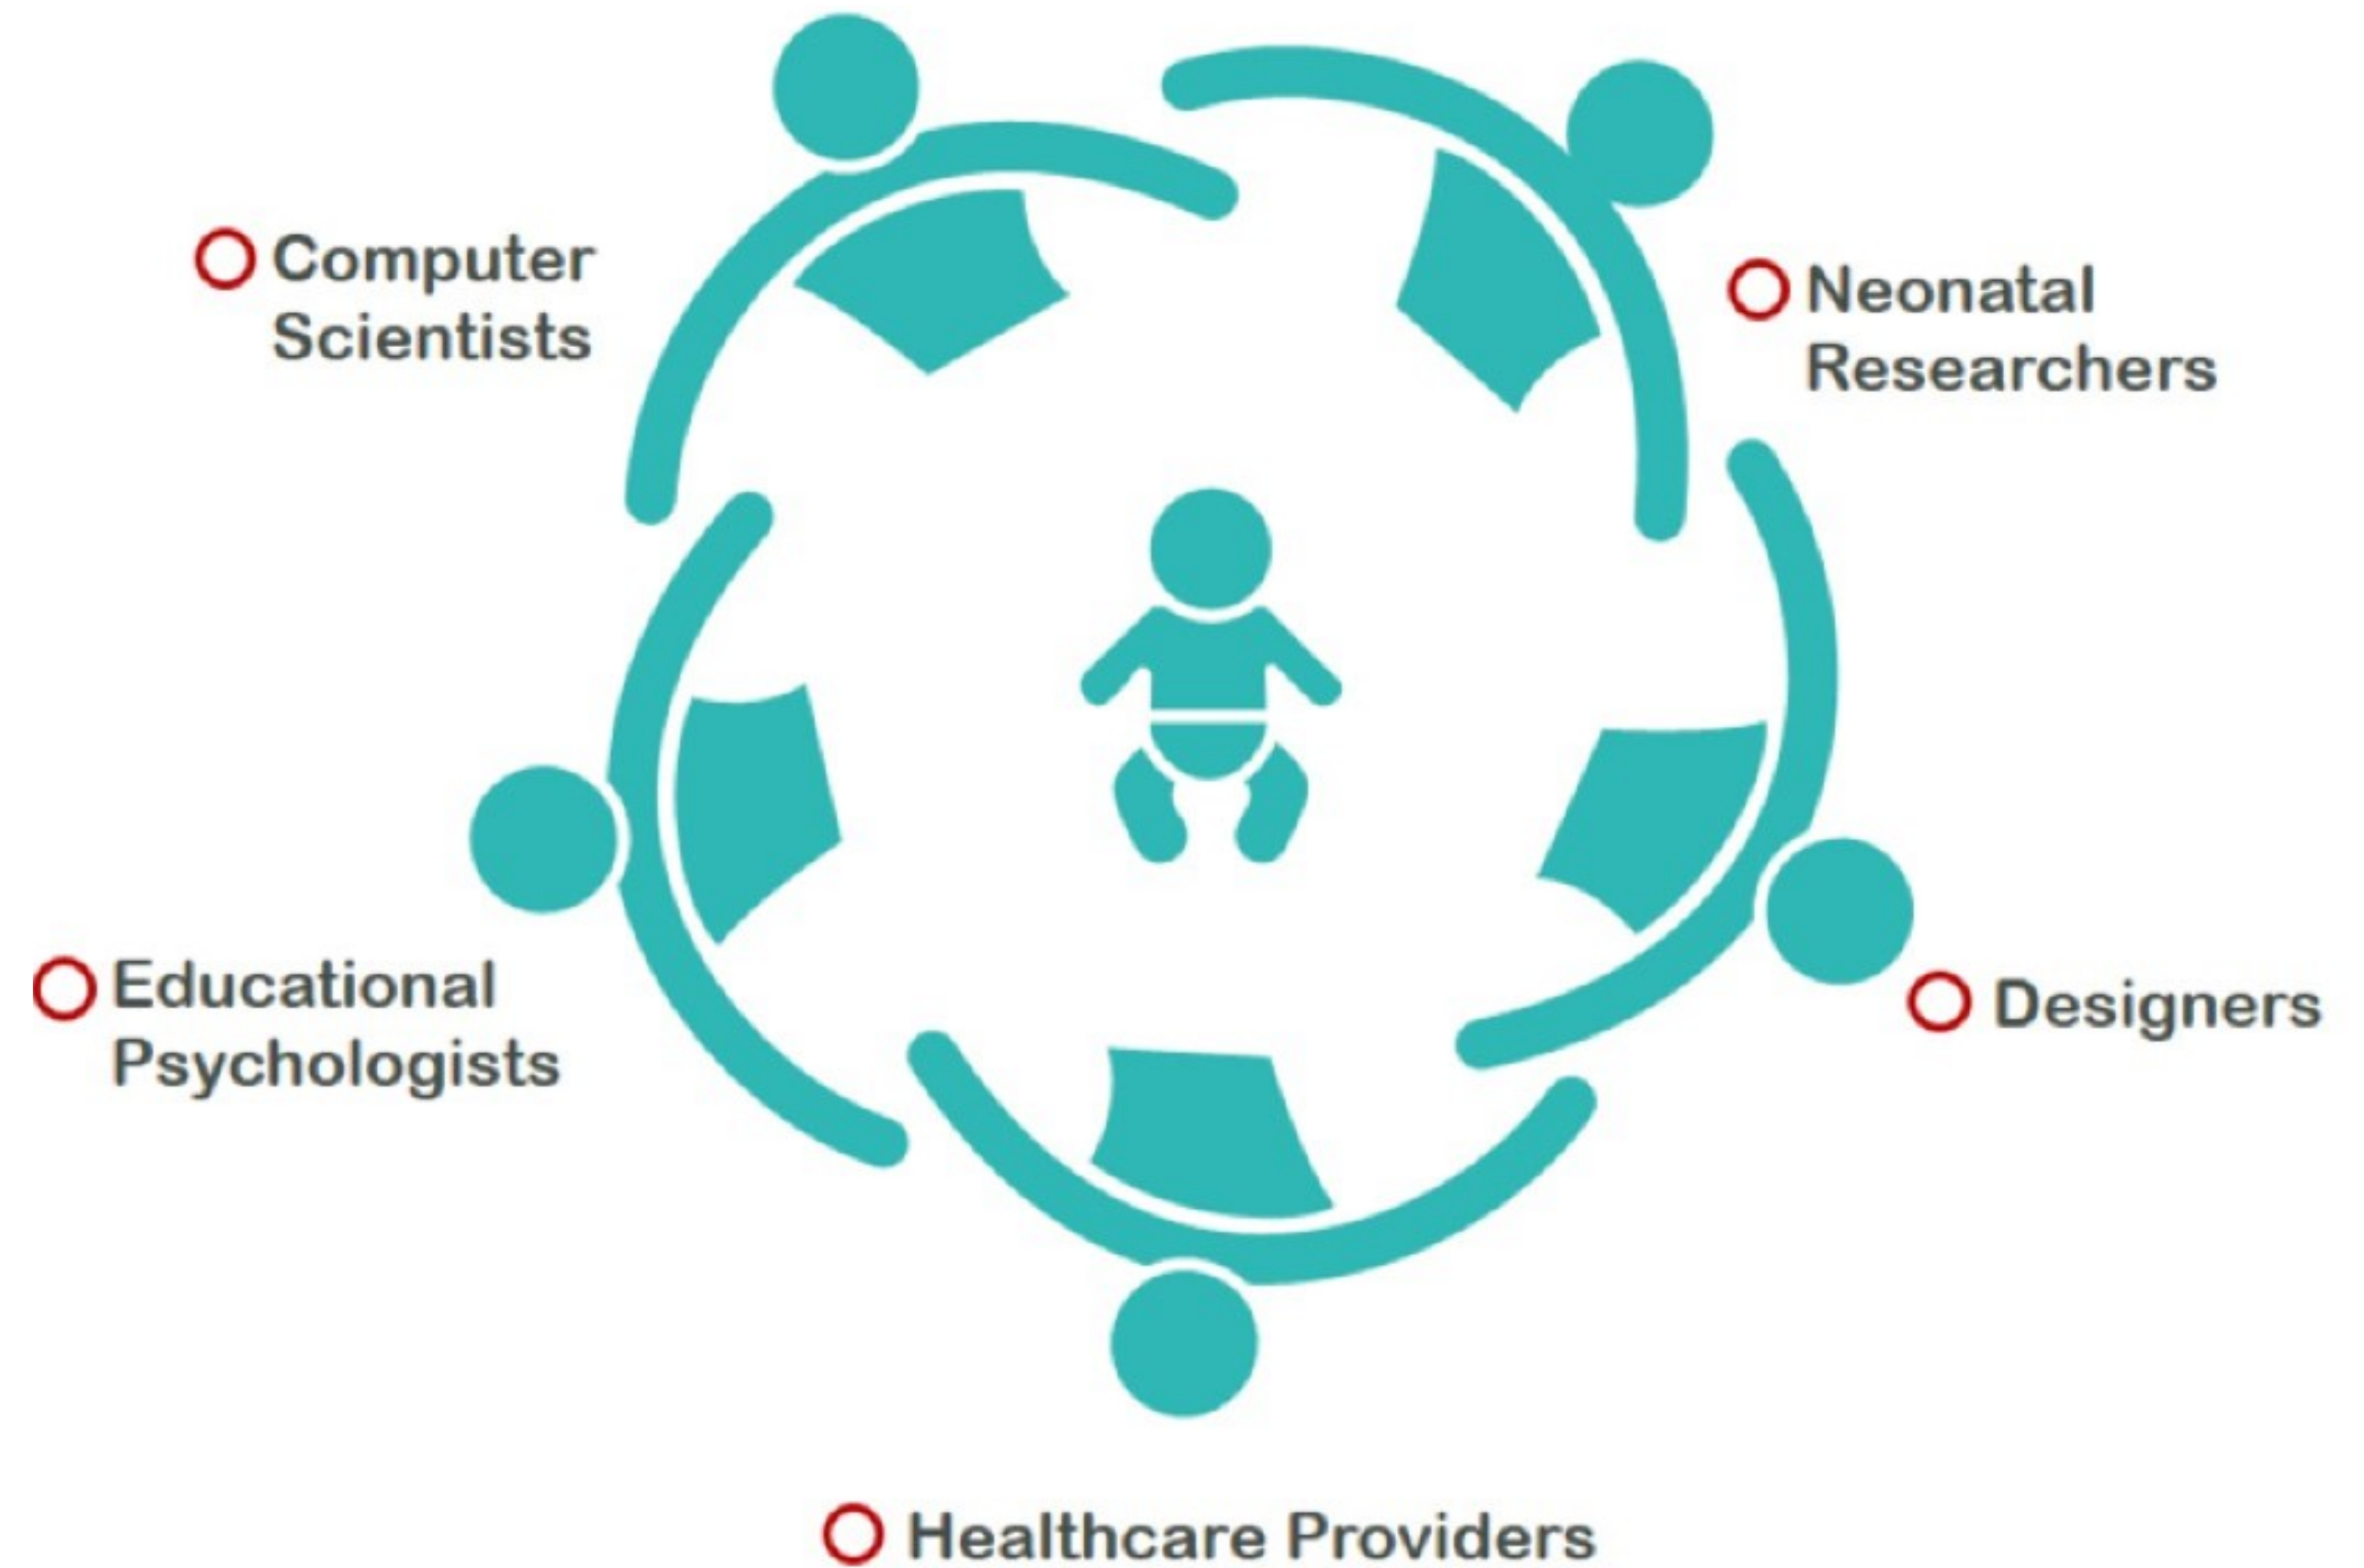 Computer
Scientists
Neonatal
Researchers
Educational
Psychologists
Designers
Healthcare Providers